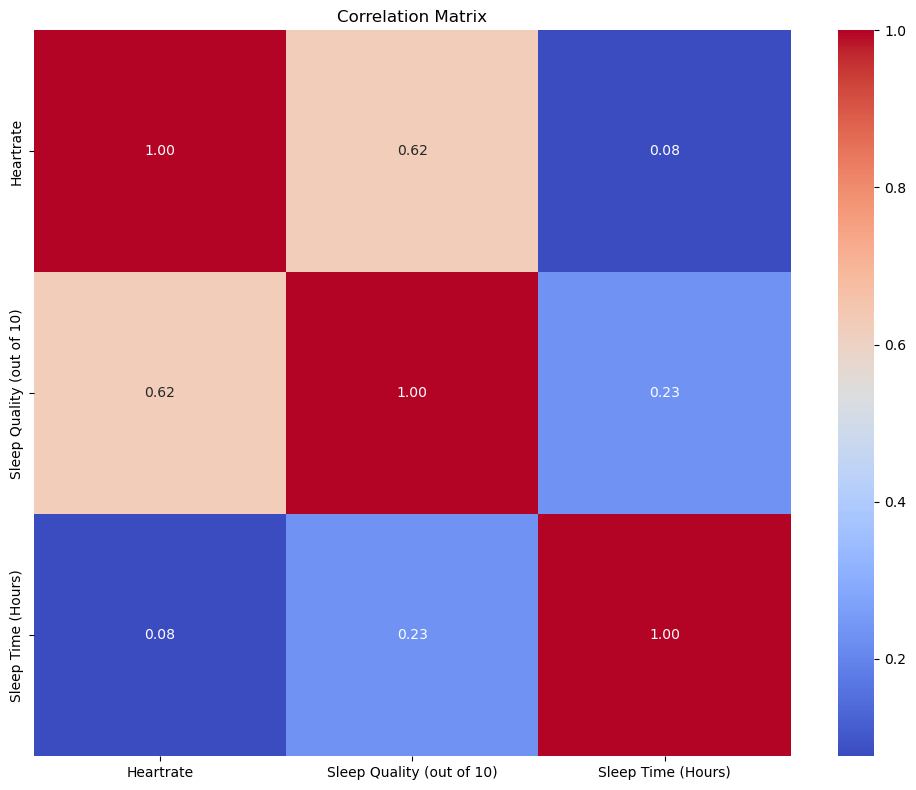 Correlation Matrix
Heartrate
Sleep Quality (out of 10)
Sleep Time (Hours)
1.00 0.62 0.08
0.62 1.00 0.23
0.08 0.23 1.00
Heartrate Sleep Quality (out of 10) Sleep Time (Hours)
1.0
0.8
0.6
0.4
0.2